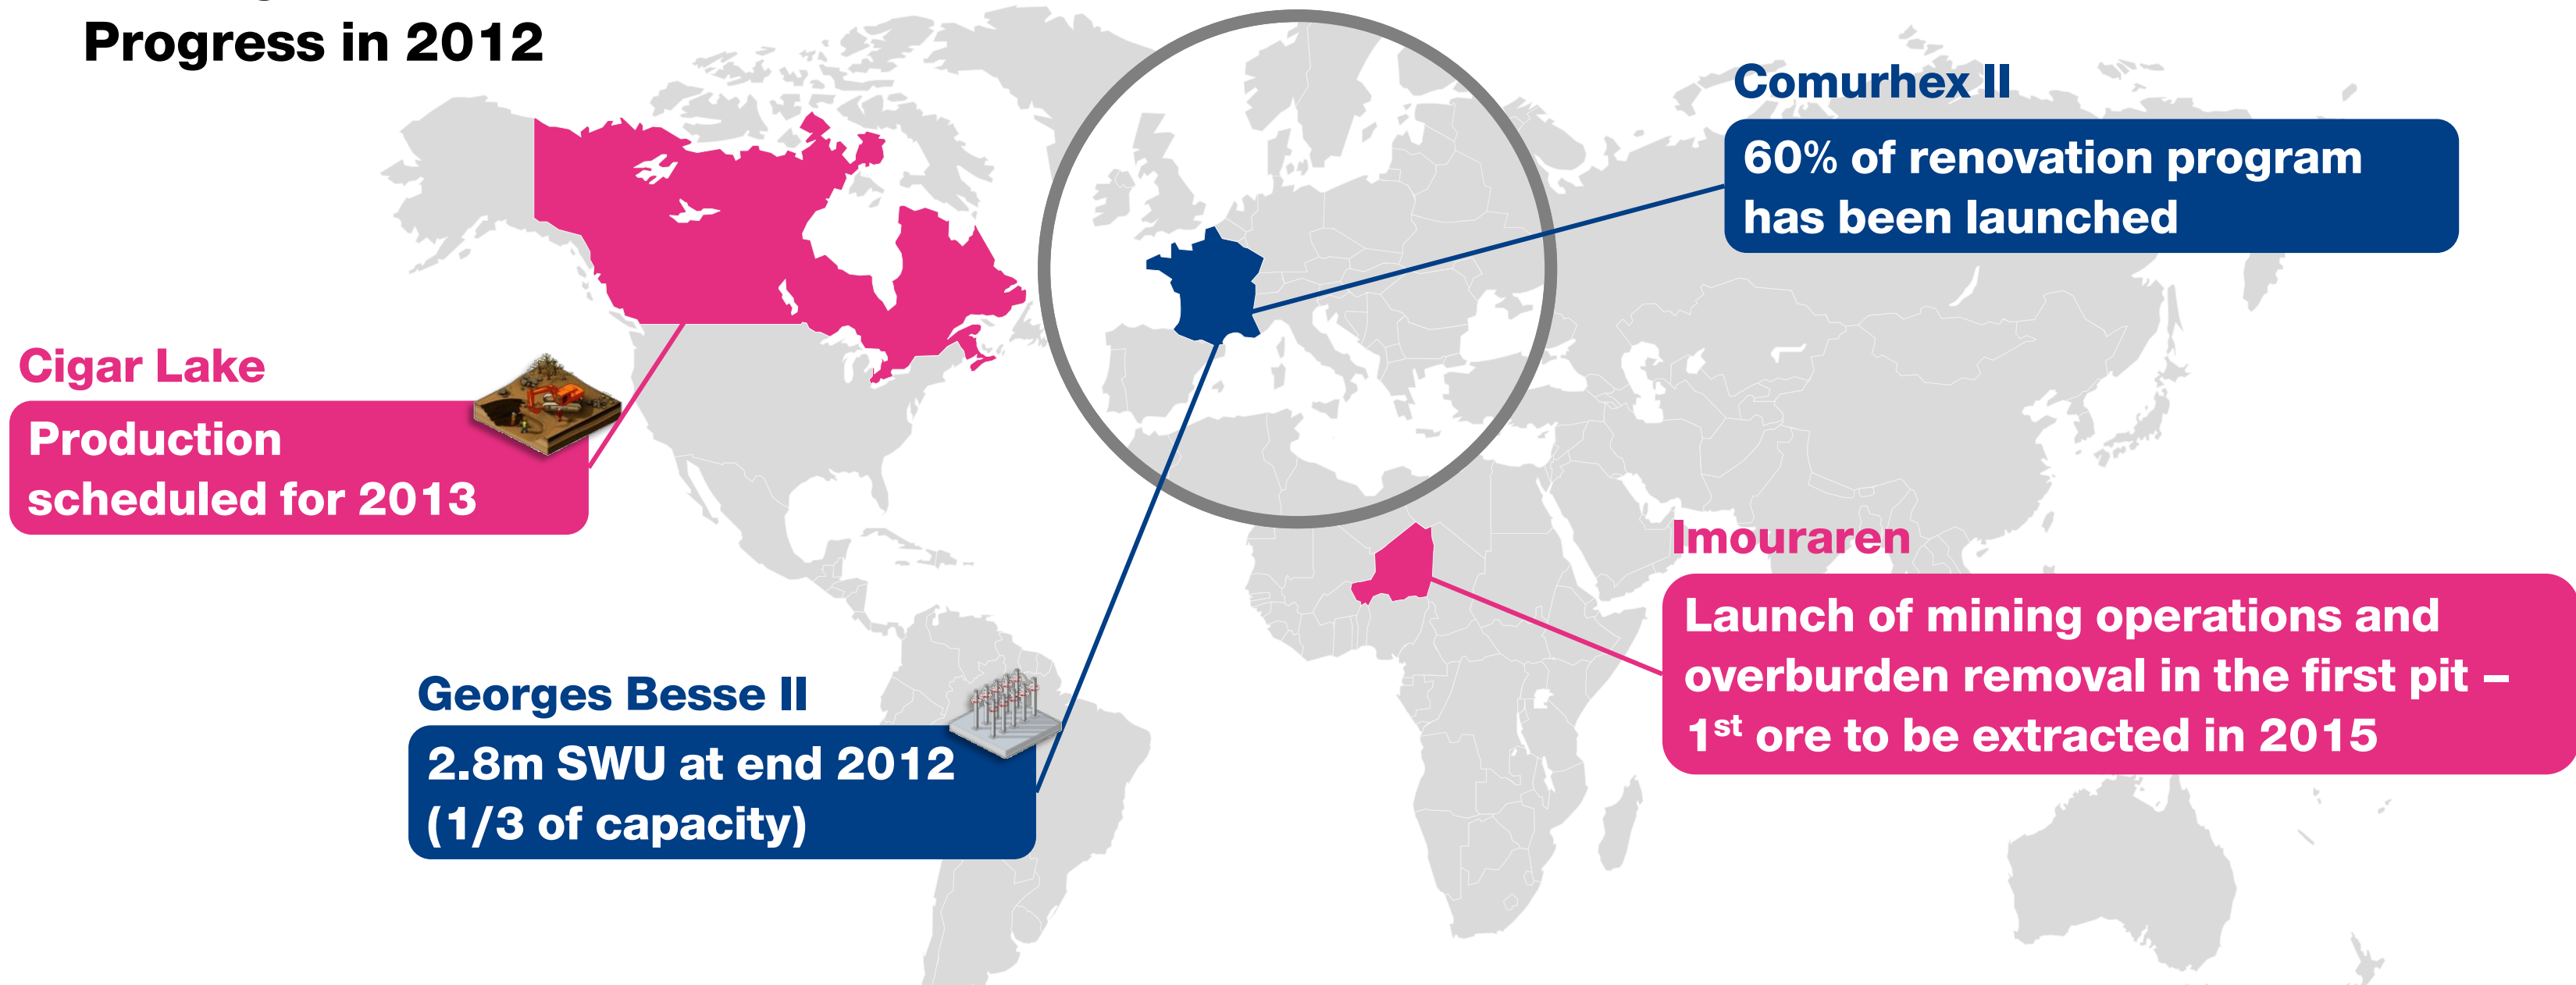 Progress in 2012
Comurhex II
60% of renovation program
has been launched
Cigar Lake
Production
scheduled for 2013
Imouraren
Launch of mining operations and
overburden removal in the first pit –
1st ore to be extracted in 2015
Georges Besse II
2.8m SWU at end 2012
(1/3 of capacity)